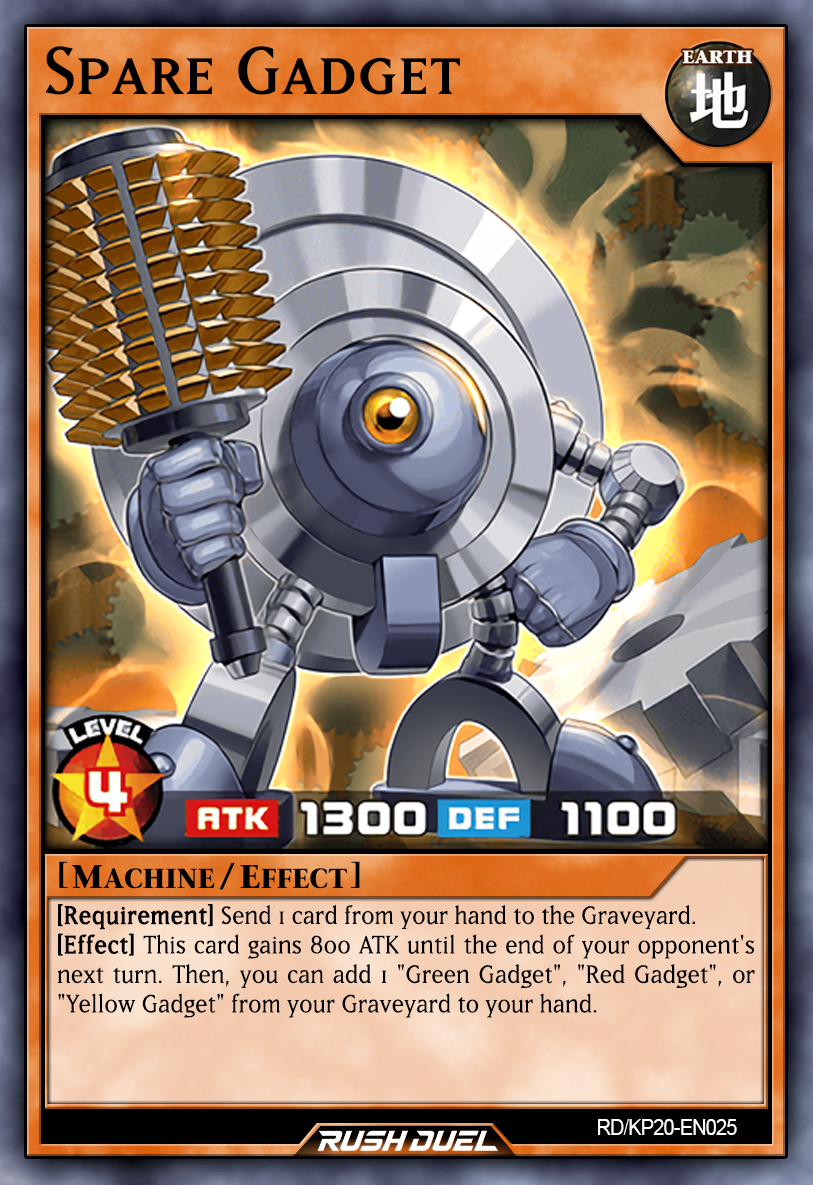 Spare Gadget
EARTH
地
LEVEL
4
ATK 1300 DEF 1100
[Machine/Effect]
[Requirement] Send 1 card from your hand to the Graveyard.
[Effect] This card gains 800 ATK until the end of your opponent's
next turn. Then, you can add 1 "Green Gadget", "Red Gadget", or
"Yellow Gadget" from your Graveyard to your hand.
RD/KP20-EN025
RUSH DUEL